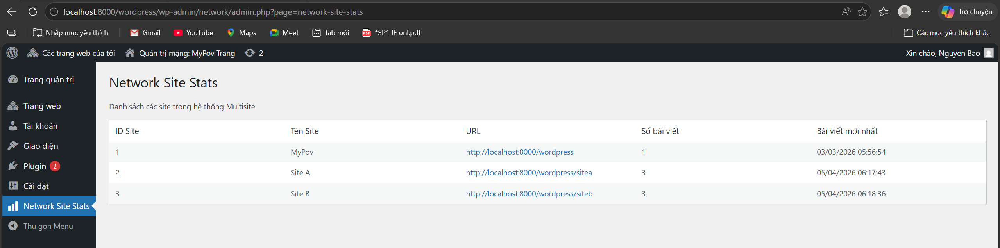 localhost:8000/wordpress/wp-admin/network/admin.php?page=network-site-stats
Trò chuyện
Nhập mục yêu thích
Gmail
YouTube
Maps
Meet
Tab mới
PDF
*SP1 IE onl.pdf
Các mục yêu thích khác
Các trang web của tôi
Quản trị mạng: MyPov Trang
2
Xin chào, Nguyen Bao
Trang quản trị
Trang web
Tài khoản
Giao diện
Plugin 2
Cài đặt
Network Site Stats
Thu gọn Menu
Network Site Stats
Danh sách các site trong hệ thống Multisite.
ID Site Tên Site URL Số bài viết Bài viết mới nhất
1 MyPov http://localhost:8000/wordpress 1 03/03/2026 05:56:54
2 Site A http://localhost:8000/wordpress/sitea 3 05/04/2026 06:17:43
3 Site B http://localhost:8000/wordpress/siteb 3 05/04/2026 06:18:36